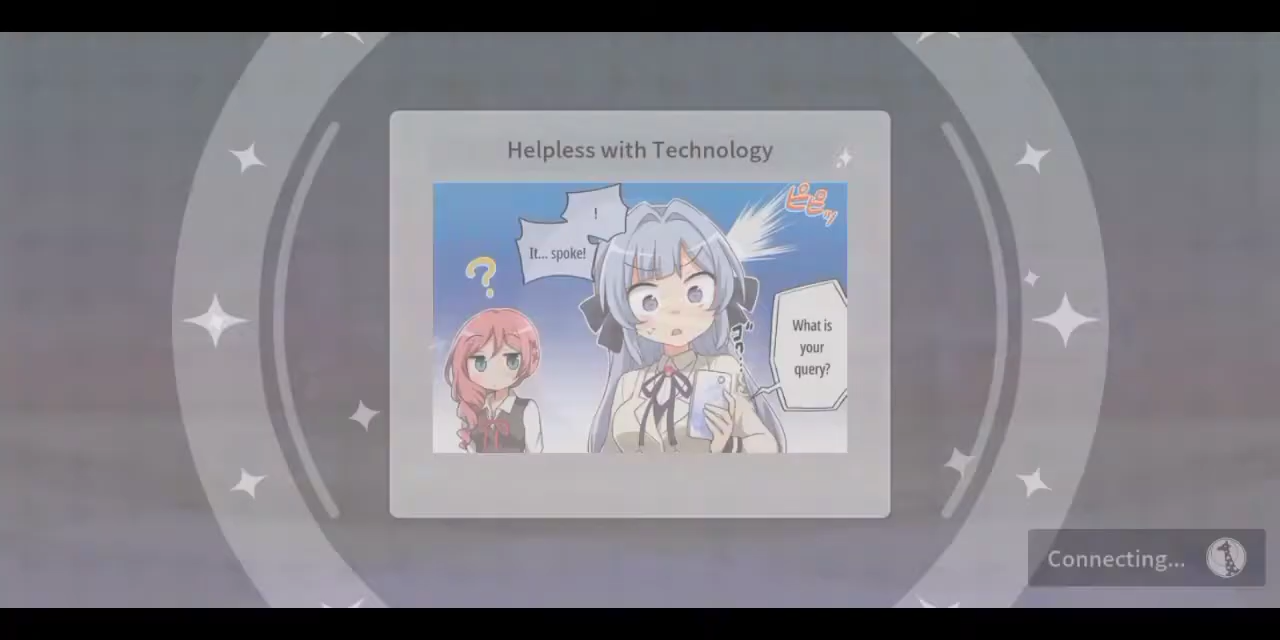 Helpless with Technology
ピピッ
!
It... spoke!
?
What is
your
query?
Connecting...